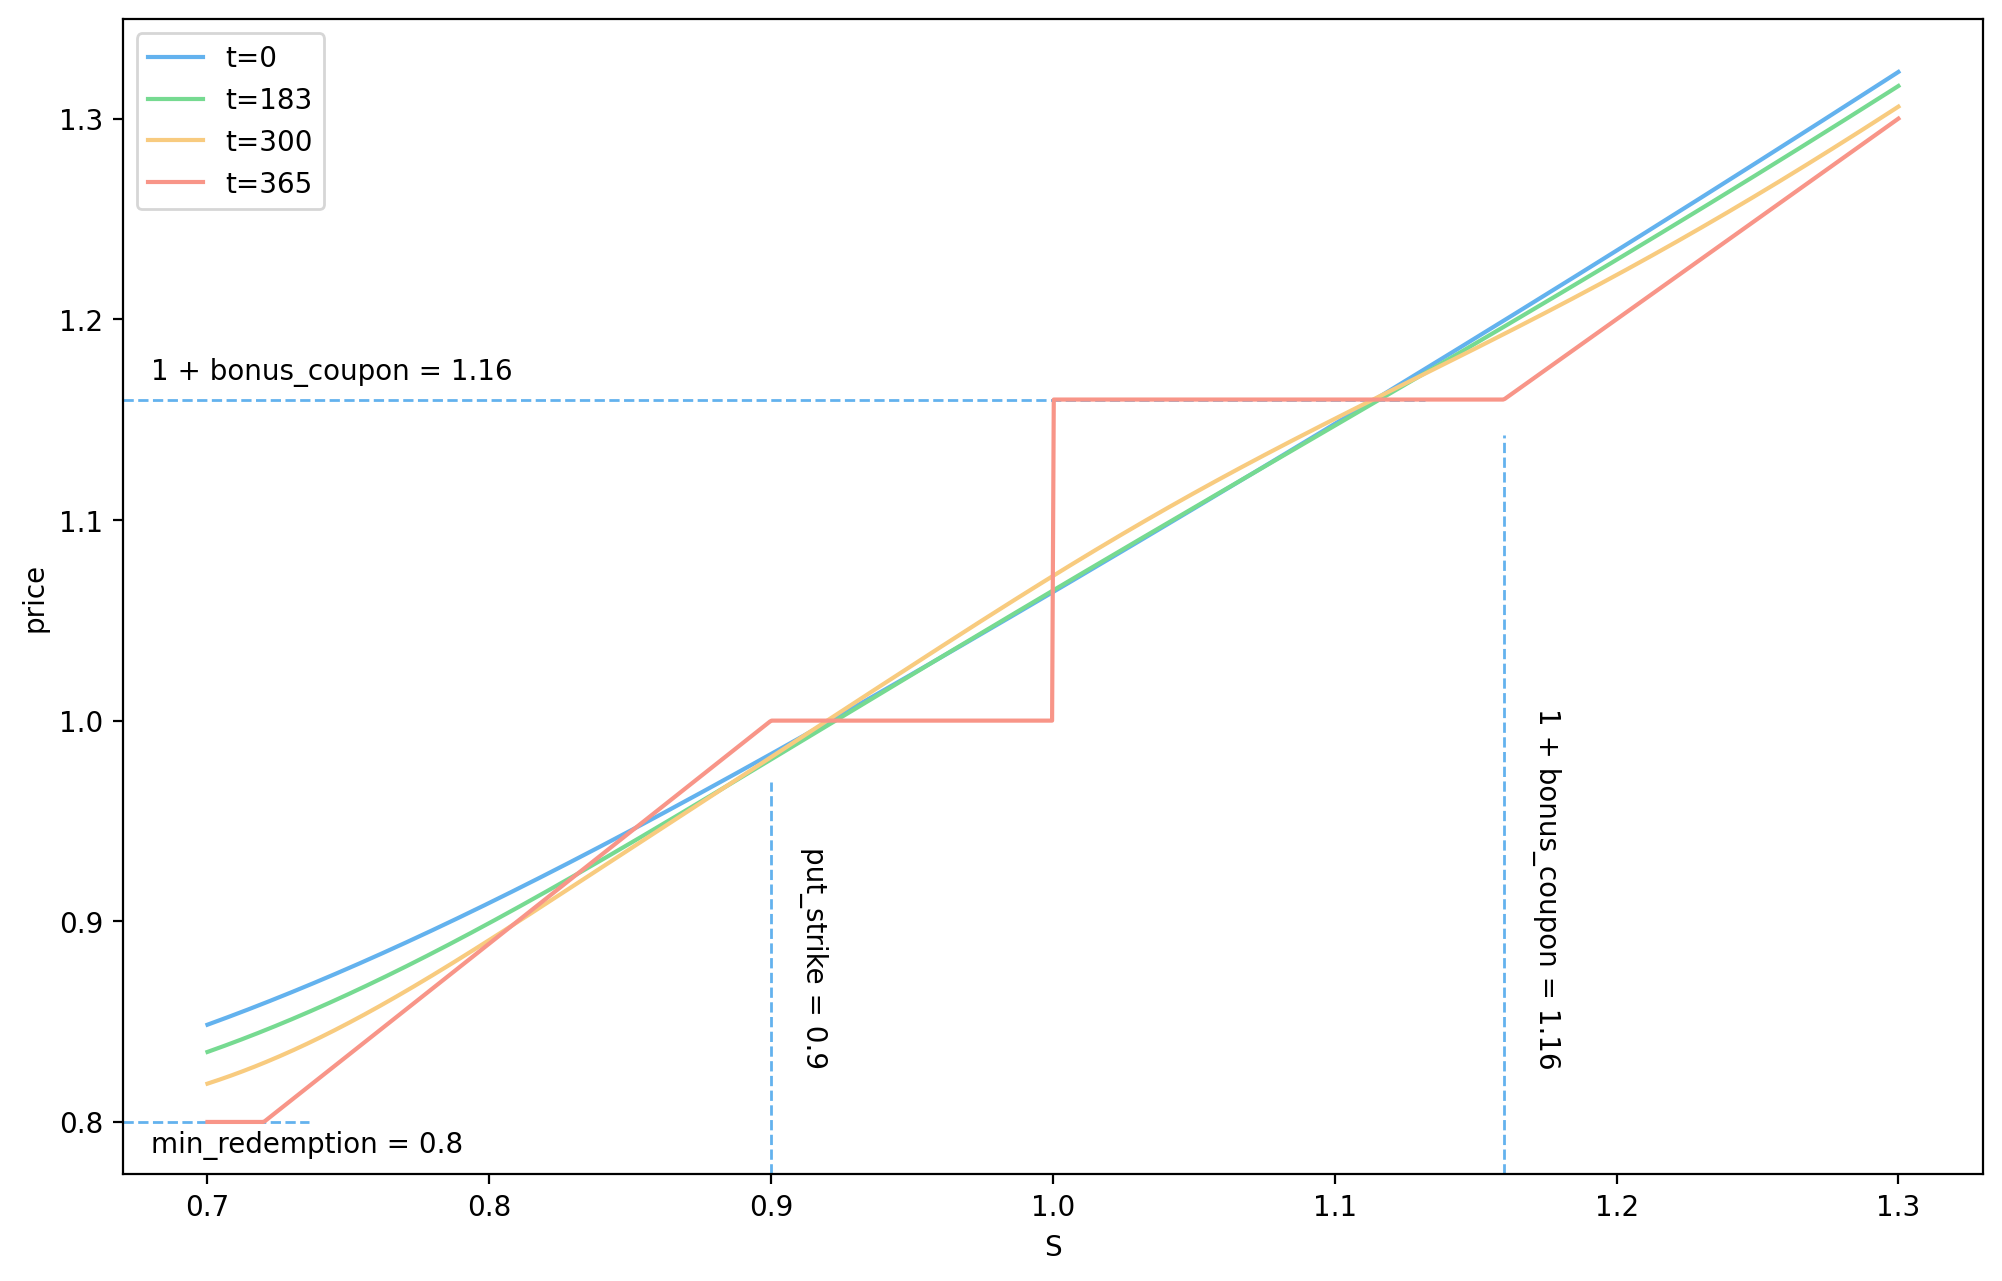 t=0
t=183
t=300
t=365
1.3
1.2
1.1
1.0
0.9
0.8
price
1 + bonus_coupon = 1.16
min_redemption = 0.8
put_strike = 0.9
1 + bonus_coupon = 1.16
0.7
0.8
0.9
1.0
1.1
1.2
1.3
S